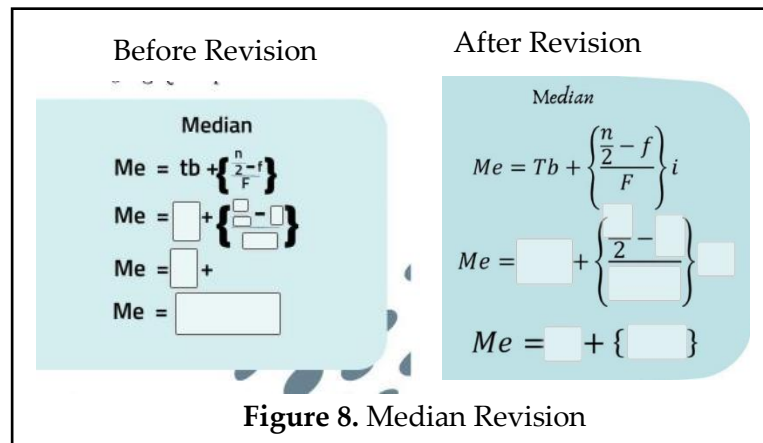 Before Revision
After Revision
Median
Me = tb + { n/2 - f / F }
Me = + { - }
Me = +
Me =
Median
Me = Tb + { n/2 - f / F } i
Me = + { /2 - }
Me = + { }
Figure 8. Median Revision